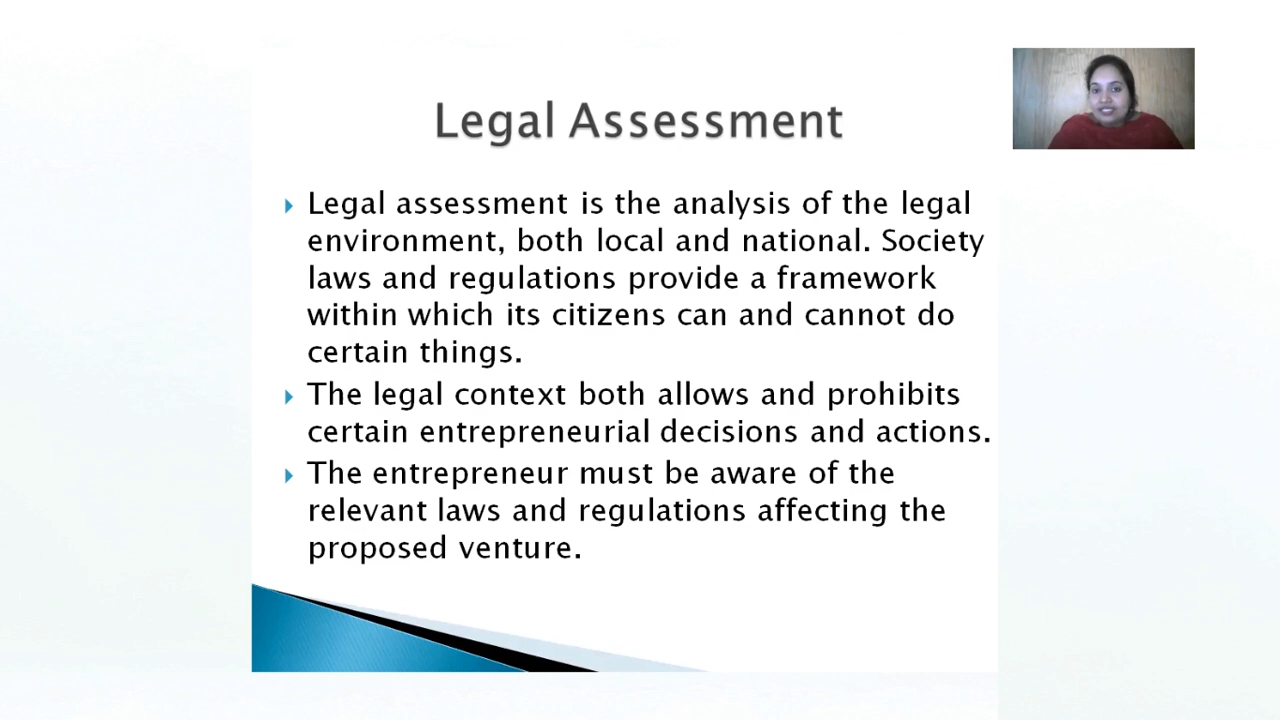 Legal Assessment
Legal assessment is the analysis of the legal
environment, both local and national. Society
laws and regulations provide a framework
within which its citizens can and cannot do
certain things.
The legal context both allows and prohibits
certain entrepreneurial decisions and actions.
The entrepreneur must be aware of the
relevant laws and regulations affecting the
proposed venture.